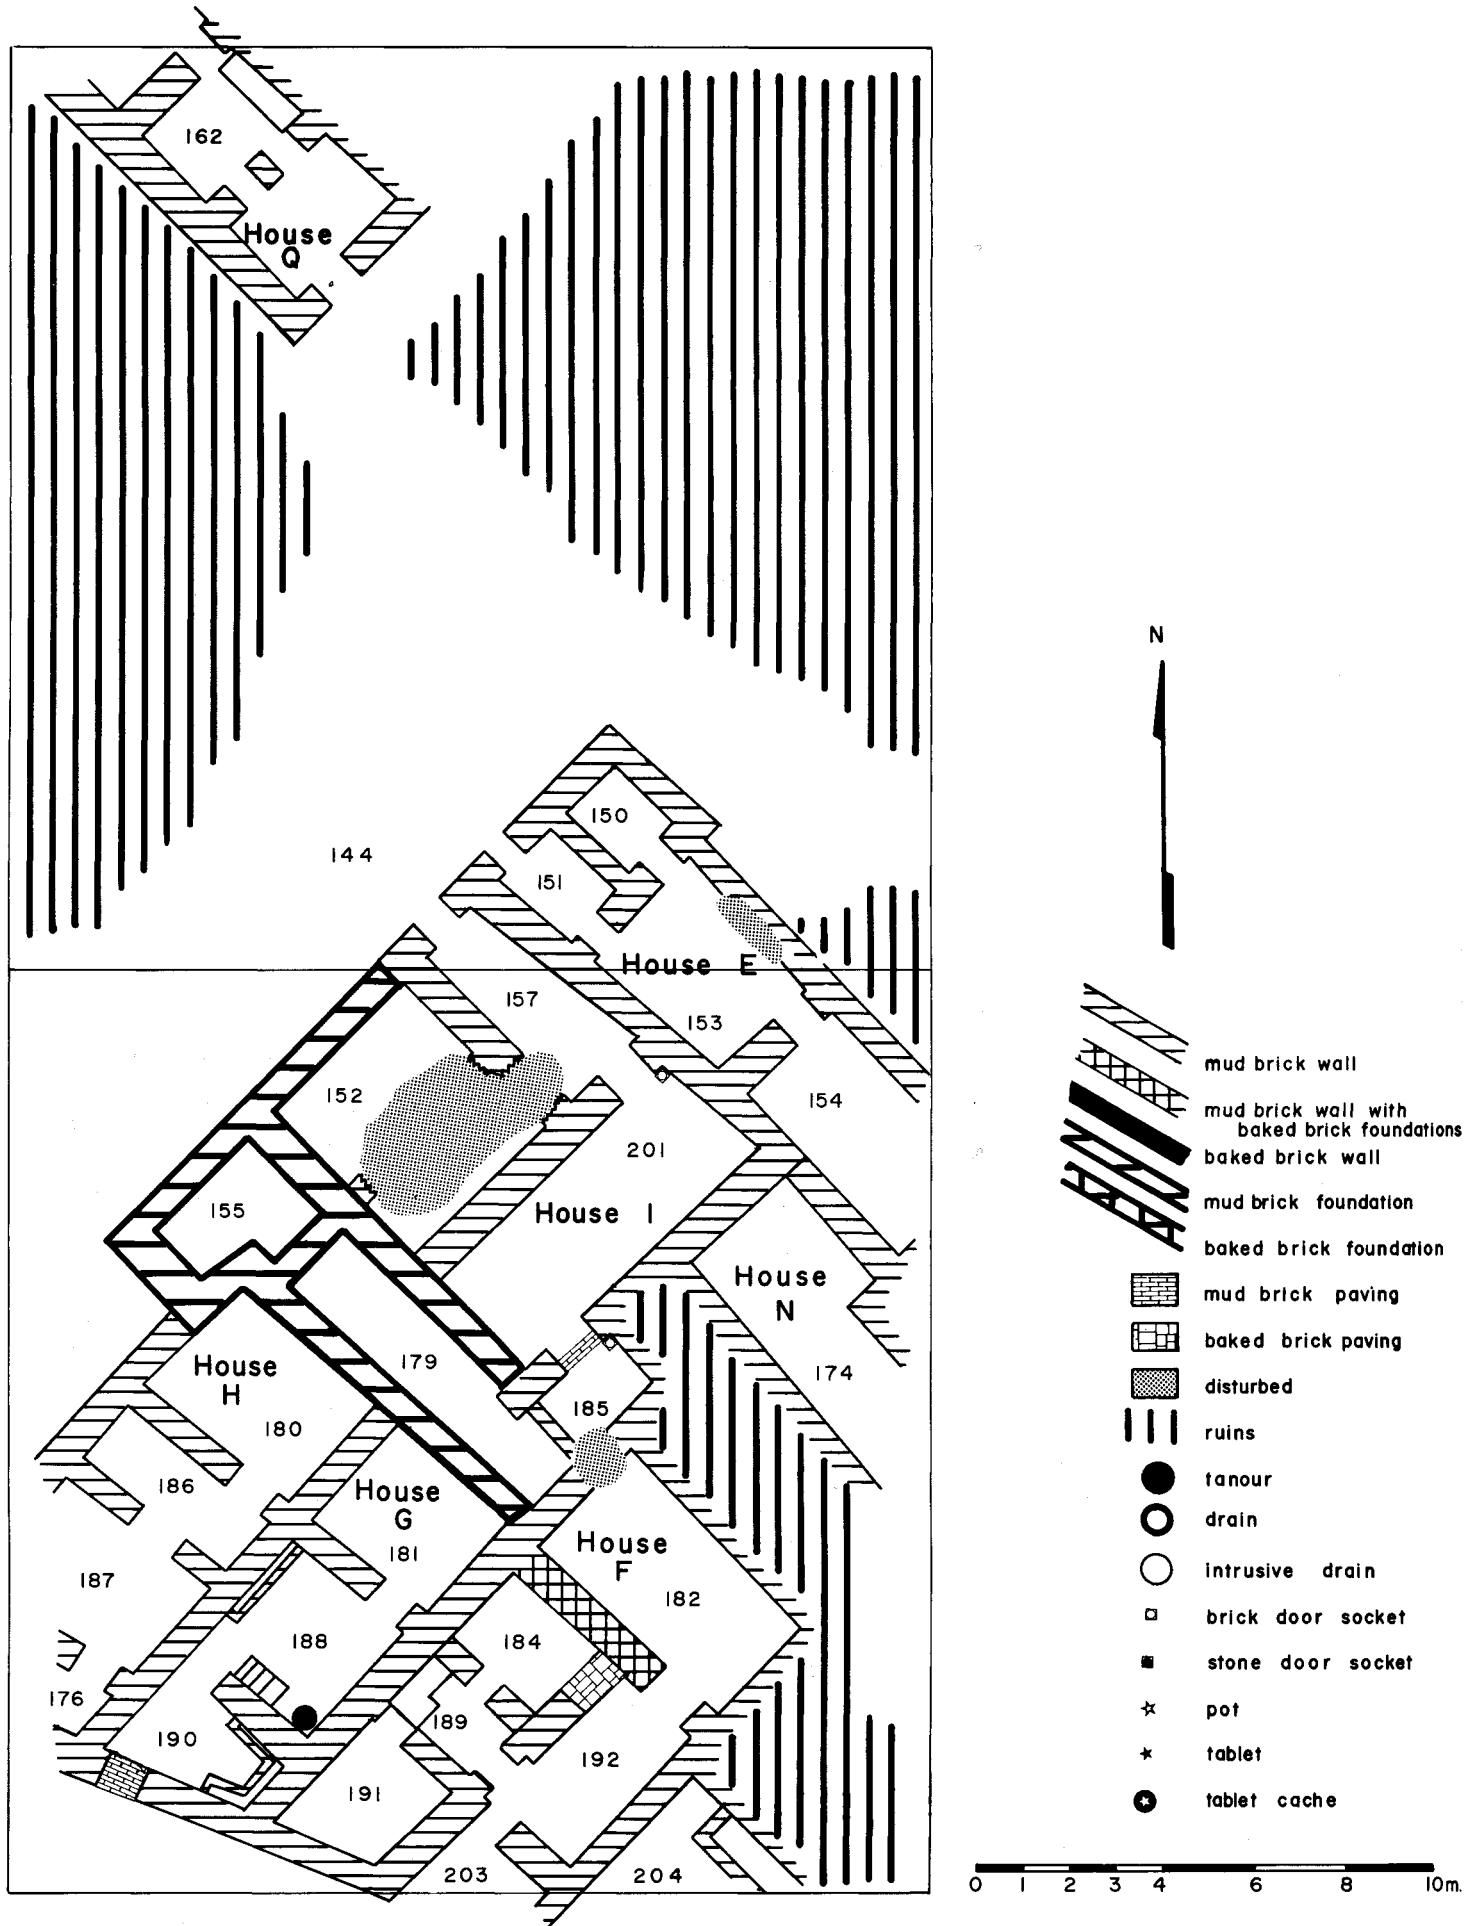 162
House
Q
N
150
144
151
House E
157
153
152
154
201
155
House I
House
N
179
174
House
H
185
180
186
House
G
House
F
181
187
182
188
184
176
189
190
192
191
203
204
mud brick wall
mud brick wall with
baked brick foundations
baked brick wall
mud brick foundation
baked brick foundation
mud brick paving
baked brick paving
disturbed
ruins
tanour
drain
intrusive drain
brick door socket
stone door socket
pot
tablet
tablet cache
0 1 2 3 4 6 8 10m.